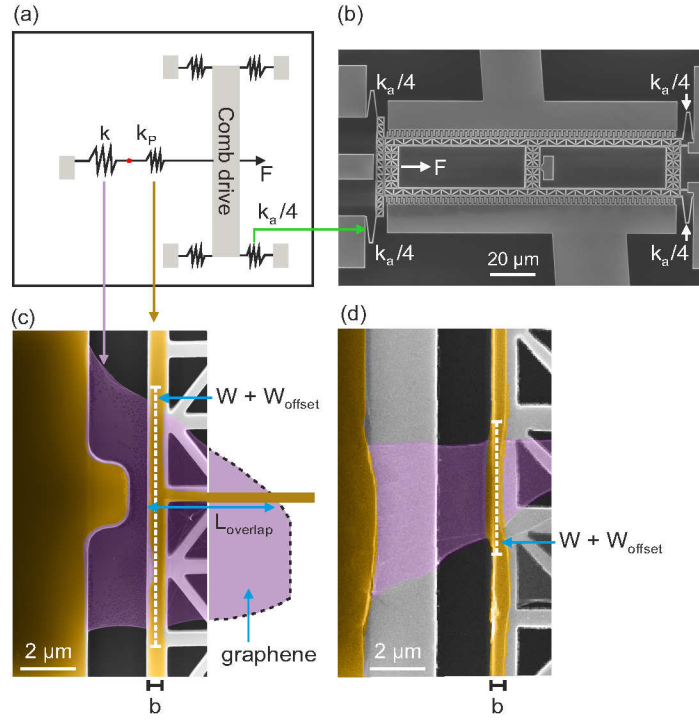 (a)
k
k_P
Comb drive
F
k_a/4
(b)
k_a/4
k_a/4
F
k_a/4
k_a/4
20 µm
(c)
W + W_offset
L_overlap
graphene
2 µm
b
(d)
W + W_offset
2 µm
b